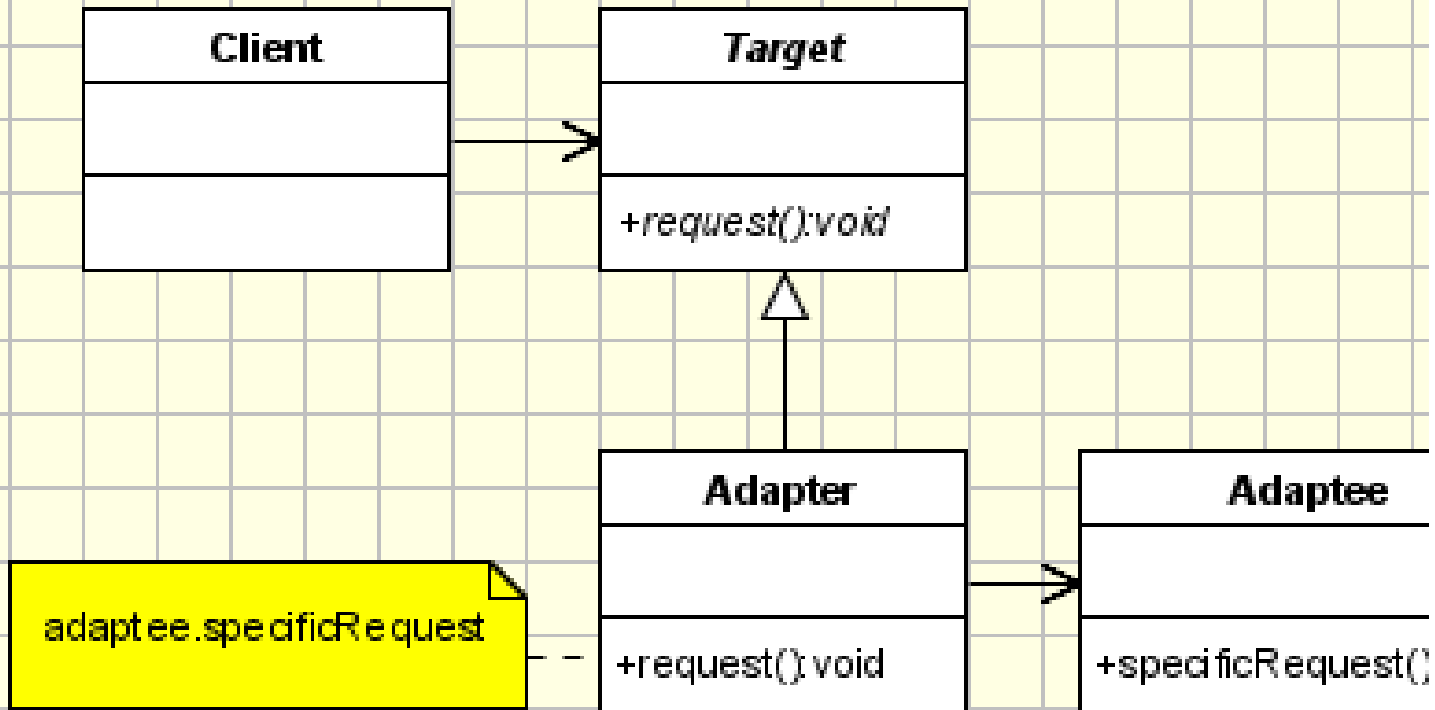 Client
Target
+request():void
Adapter
Adaptee
adaptee.specificRequest
+request():void
+specificRequest()